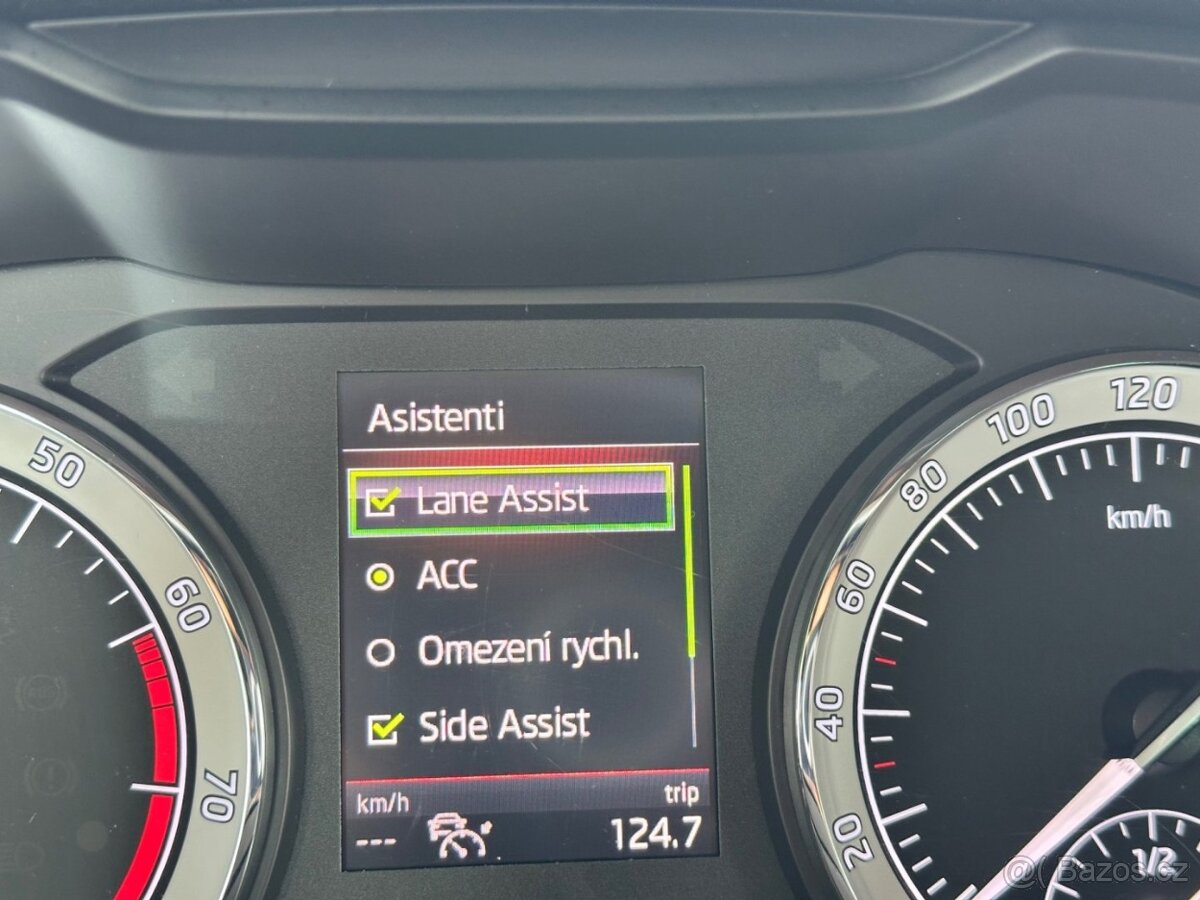 Asistenti
Lane Assist
ACC
Omezení rychl.
Side Assist
km/h
trip
---
124.7
50
60
70
120
100
80
60
40
20
km/h
1/2
@( Bazos.cz